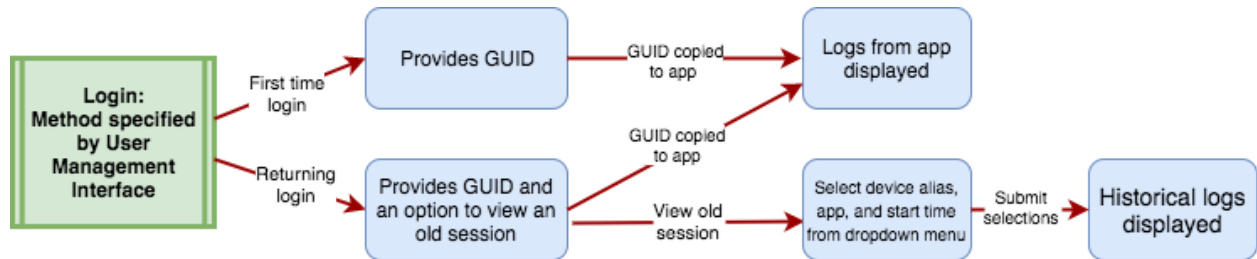 Login:
Method specified
by User
Management
Interface
First time
login
Returning
login
Provides GUID
GUID copied
to app
Logs from app
displayed
Provides GUID and
an option to view an
old session
GUID copied
to app
View old
session
Select device alias,
app, and start time
from dropdown menu
Submit
selections
Historical logs
displayed